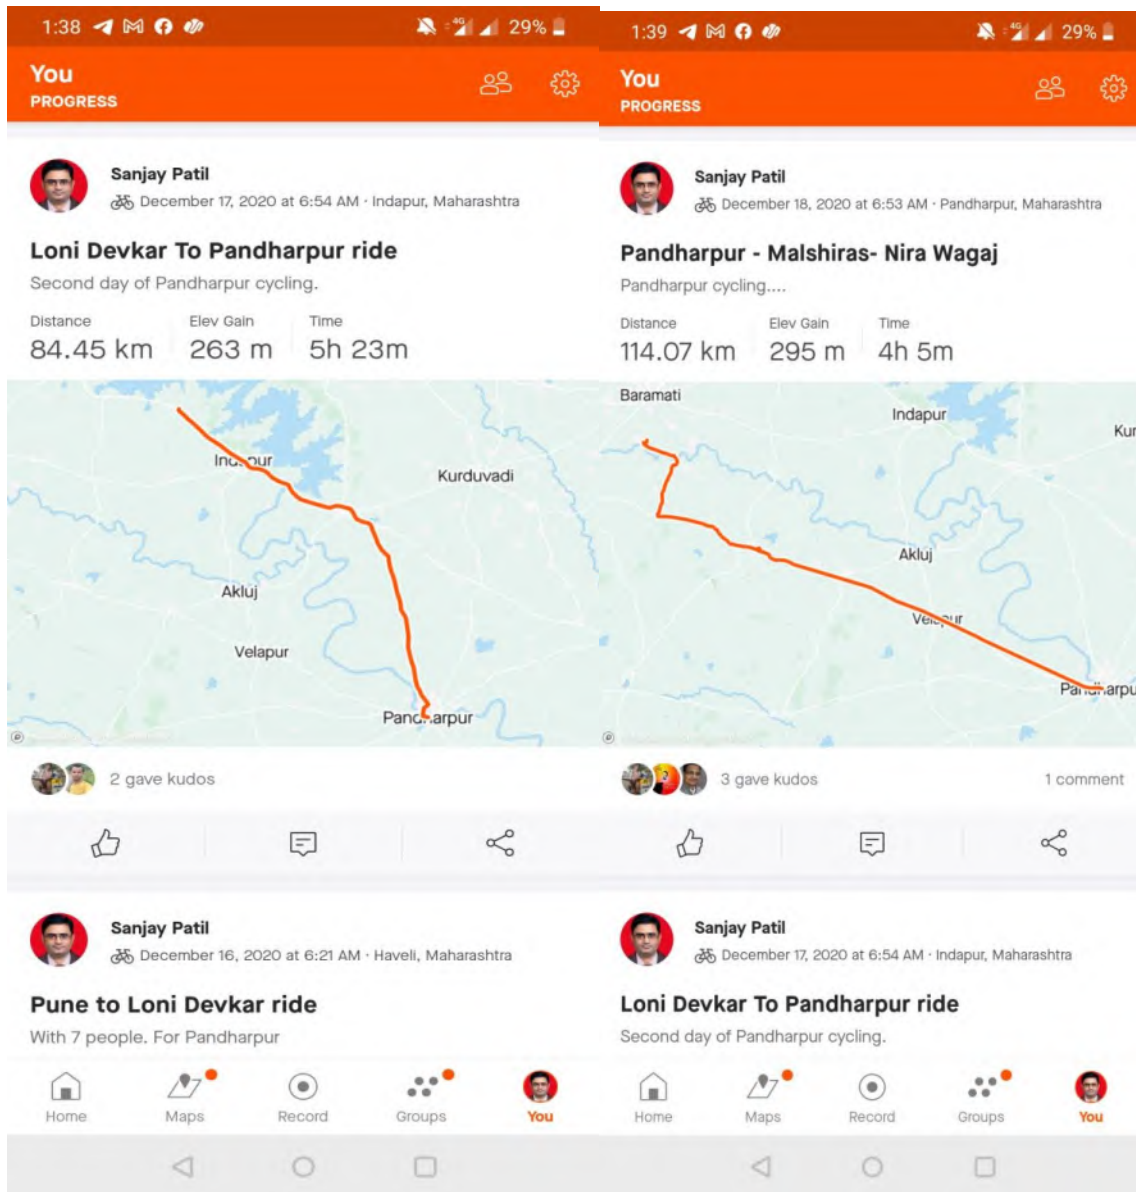 1:38
4G
29%
You
PROGRESS
Sanjay Patil
December 17, 2020 at 6:54 AM · Indapur, Maharashtra
Loni Devkar To Pandharpur ride
Second day of Pandharpur cycling.
Distance Elev Gain Time
84.45 km 263 m 5h 23m
Kurduvadi
Akluj
Velapur
2 gave kudos
Sanjay Patil
December 16, 2020 at 6:21 AM · Haveli, Maharashtra
Pune to Loni Devkar ride
With 7 people. For Pandharpur
Home Maps Record Groups You
1:39
4G
29%
You
PROGRESS
Sanjay Patil
December 18, 2020 at 6:53 AM · Pandharpur, Maharashtra
Pandharpur - Malshiras- Nira Wagaj
Pandharpur cycling....
Distance Elev Gain Time
114.07 km 295 m 4h 5m
Baramati
Indapur
Kur
Akluj
3 gave kudos 1 comment
Sanjay Patil
December 17, 2020 at 6:54 AM · Indapur, Maharashtra
Loni Devkar To Pandharpur ride
Second day of Pandharpur cycling.
Home Maps Record Groups You